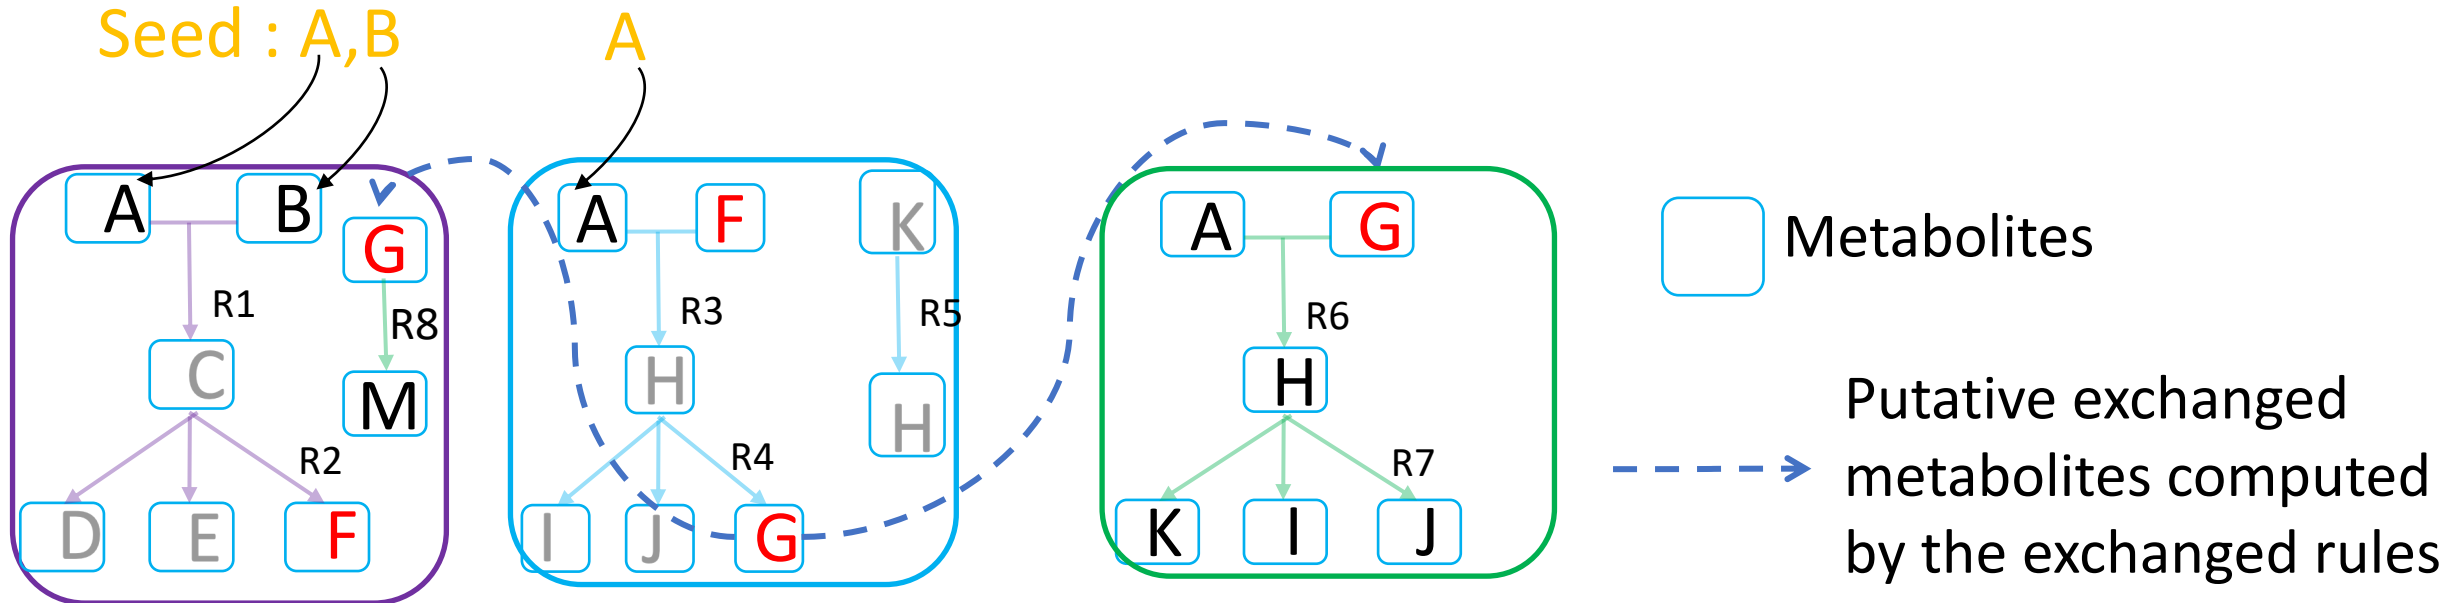 Seed : A,B
A
A
B
G
R1
R8
C
M
R2
D
E
F
A
F
K
R3
R5
H
H
R4
I
J
G
A
G
R6
H
R7
K
I
J
Metabolites
Putative exchanged
metabolites computed
by the exchanged rules